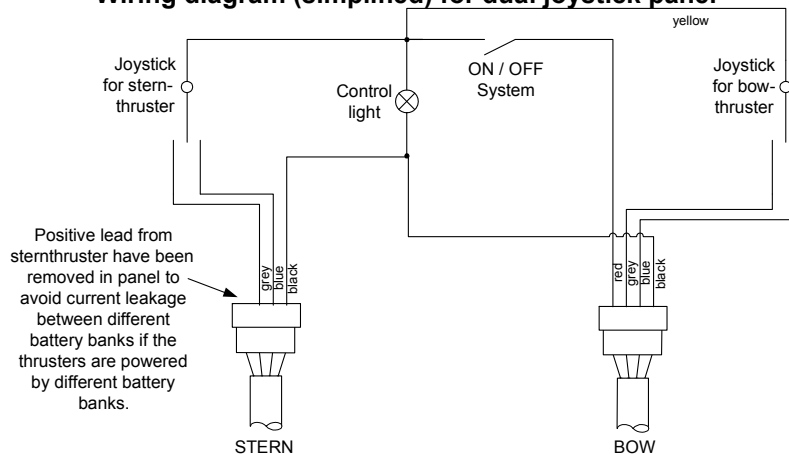 Wiring diagram (simplified) for dual joystick panel
yellow
Joystick
for stern-
thruster
Control
light
ON / OFF
System
Joystick
for bow-
thruster
Positive lead from
sternthruster have been
removed in panel to
avoid current leakage
between different
battery banks if the
thrusters are powered
by different battery
banks.
grey
blue
black
red
grey
blue
black
STERN
BOW